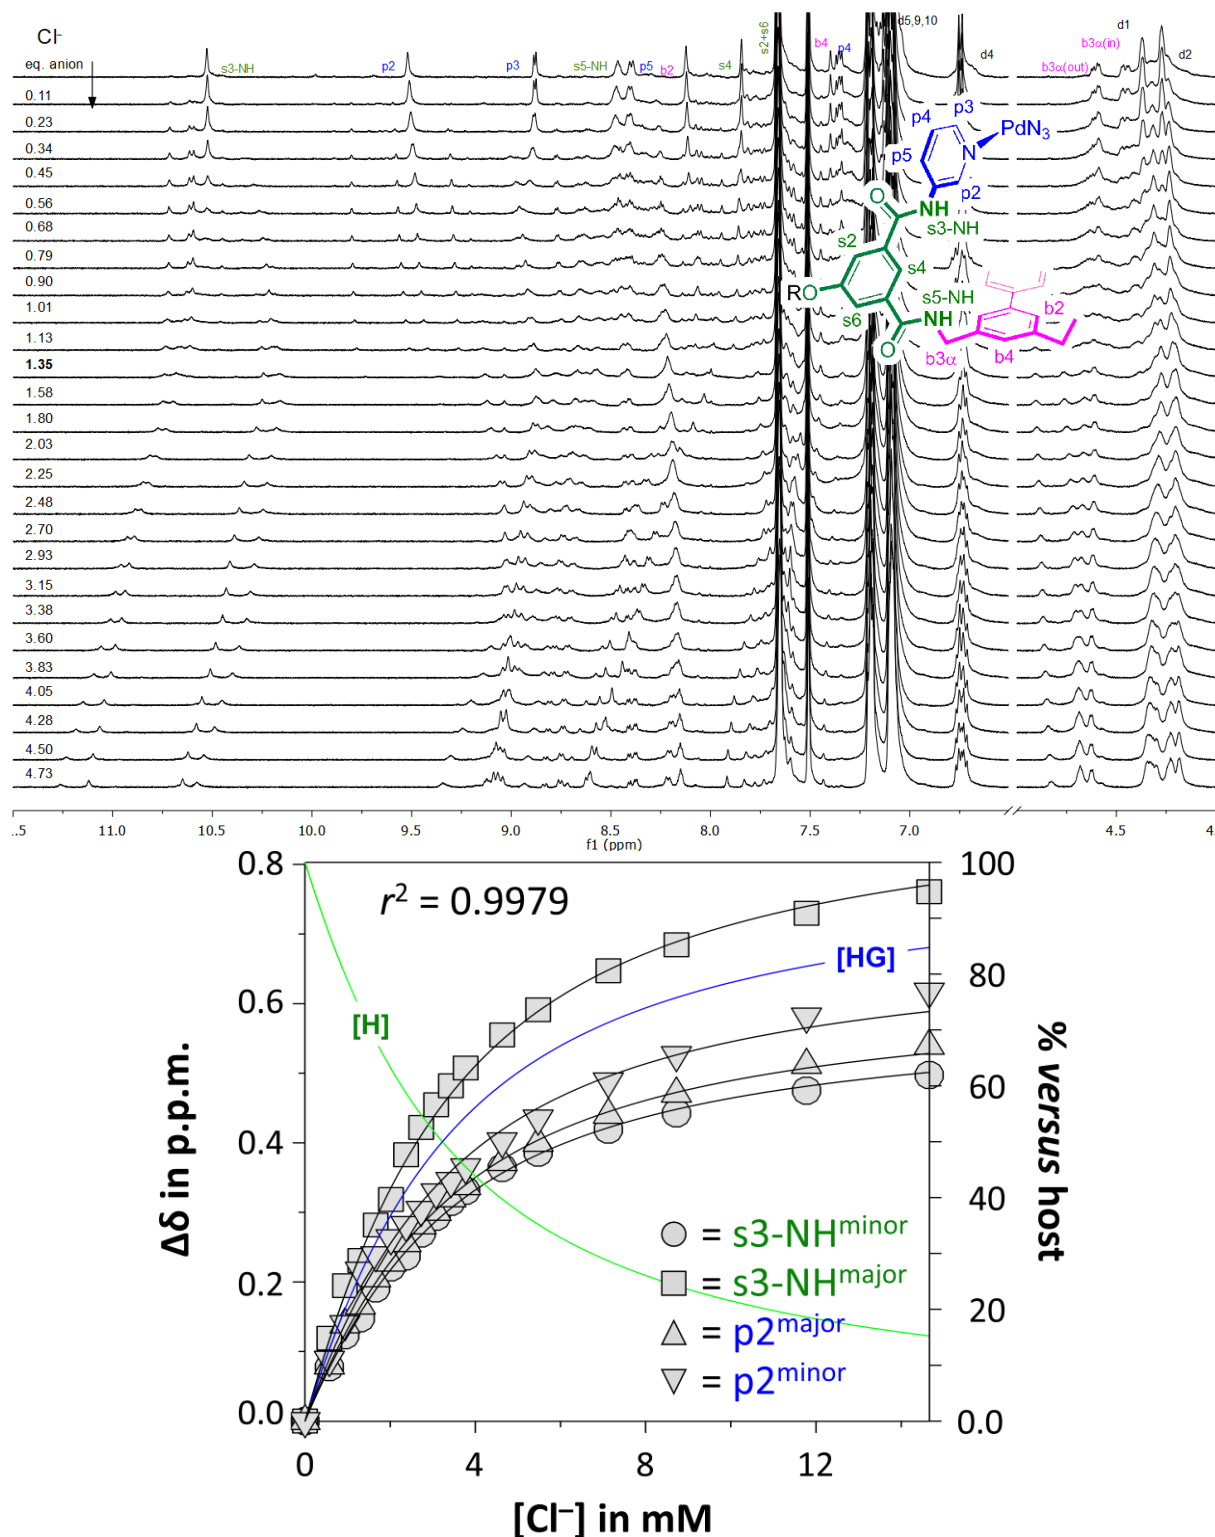 Cl⁻
eq. anion
s3-NH
p2
p3
s5-NH
p5
b2
s4
s2+s6
b4
p4
d5,9,10
d4
b3α(in)
b3α(out)
d1
d2
0.11
0.23
0.34
0.45
0.56
0.68
0.79
0.90
1.01
1.13
1.35
1.58
1.80
2.03
2.25
2.48
2.70
2.93
3.15
3.38
3.60
3.83
4.05
4.28
4.50
4.73
p4
p3
PdN₃
p5
N
p2
O
NH
s3-NH
s2
s4
RO
s5-NH
s6
NH
b2
O
b3α
b4
.5
11.0
10.5
10.0
9.5
9.0
8.5
8.0
7.5
7.0
4.5
4.
f1 (ppm)
0.8
0.6
0.4
0.2
0.0
Δδ in p.p.m.
r² = 0.9979
[H]
[HG]
= s3-NHᵐⁱⁿᵒʳ
= s3-NHᵐᵃʲᵒʳ
= p2ᵐᵃʲᵒʳ
= p2ᵐⁱⁿᵒʳ
100
80
60
40
20
0.0
% versus host
0
4
8
12
[Cl⁻] in mM